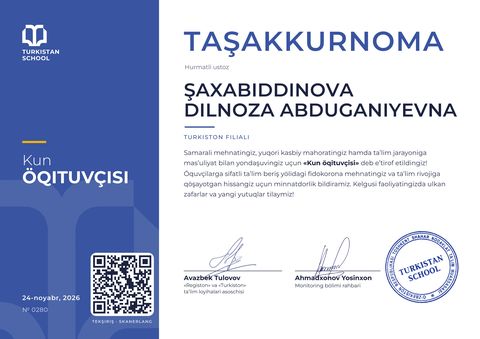 TURKISTAN
SCHOOL
Kun
ÖQITUVÇISI
24-noyabr, 2026
№ 0280
TEKŞIRIŞ - SKANERLANG
TAŞAKKURNOMA
Hurmatli ustoz
ŞAXABIDDINOVA
DILNOZA ABDUGANIYEVNA
TURKISTON FILIALI
Samarali mehnatingiz, yuqori kasbiy mahoratingiz hamda ta'lim jarayoniga
mas'uliyat bilan yondaşuvingiz uçun «Kun öqituvçisi» deb e'tirof etildingiz!
Öquvçilarga sifatli ta'lim beriş yölidagi fidokorona mehnatingiz va ta'lim rivojiga
qöşayotgan hissangiz uçun minnatdorlik bildiramiz. Kelgusi faoliyatingizda ulkan
zafarlar va yangi yutuqlar tilaymiz!
Avazbek Tulovov
«Registon» va «Turkiston»
ta'lim loyihalari asosçisi
Ahmadxonov Yosinxon
Monitoring bölimi rahbari
TURKISTAN
SCHOOL